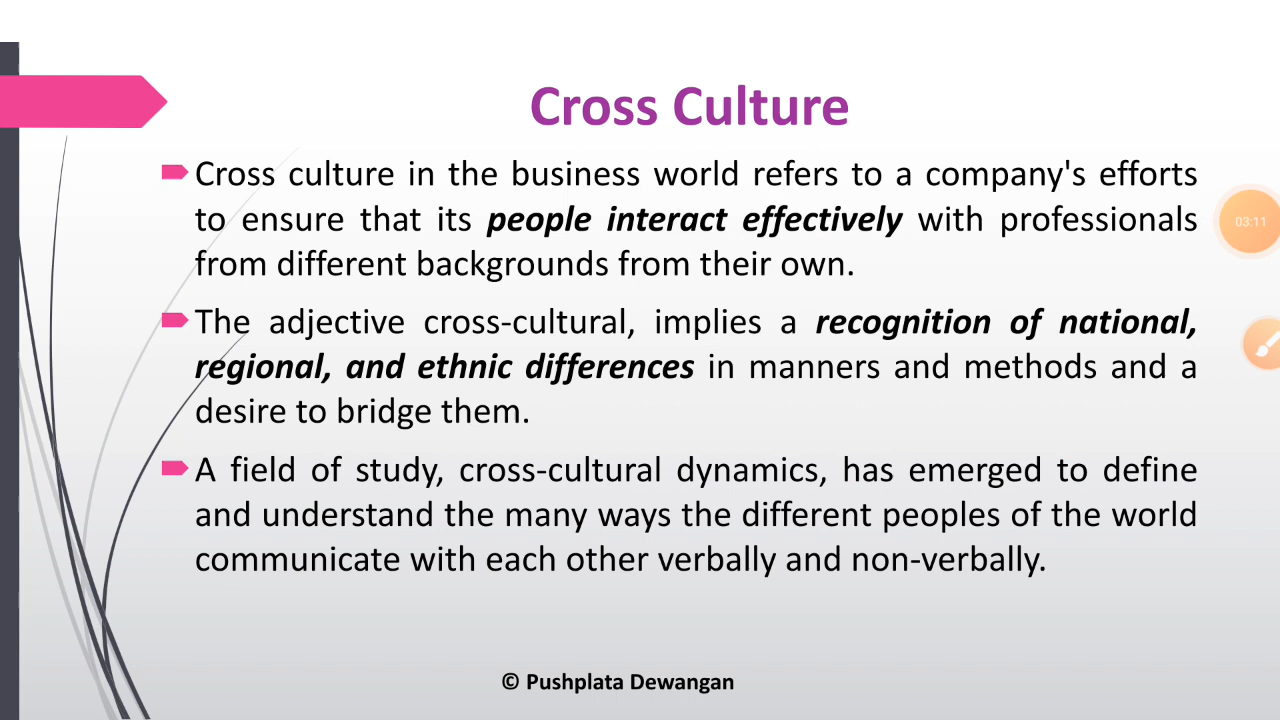 Cross Culture
Cross culture in the business world refers to a company's efforts
to ensure that its people interact effectively with professionals
from different backgrounds from their own.
The adjective cross-cultural, implies a recognition of national,
regional, and ethnic differences in manners and methods and a
desire to bridge them.
A field of study, cross-cultural dynamics, has emerged to define
and understand the many ways the different peoples of the world
communicate with each other verbally and non-verbally.
03:11
© Pushplata Dewangan